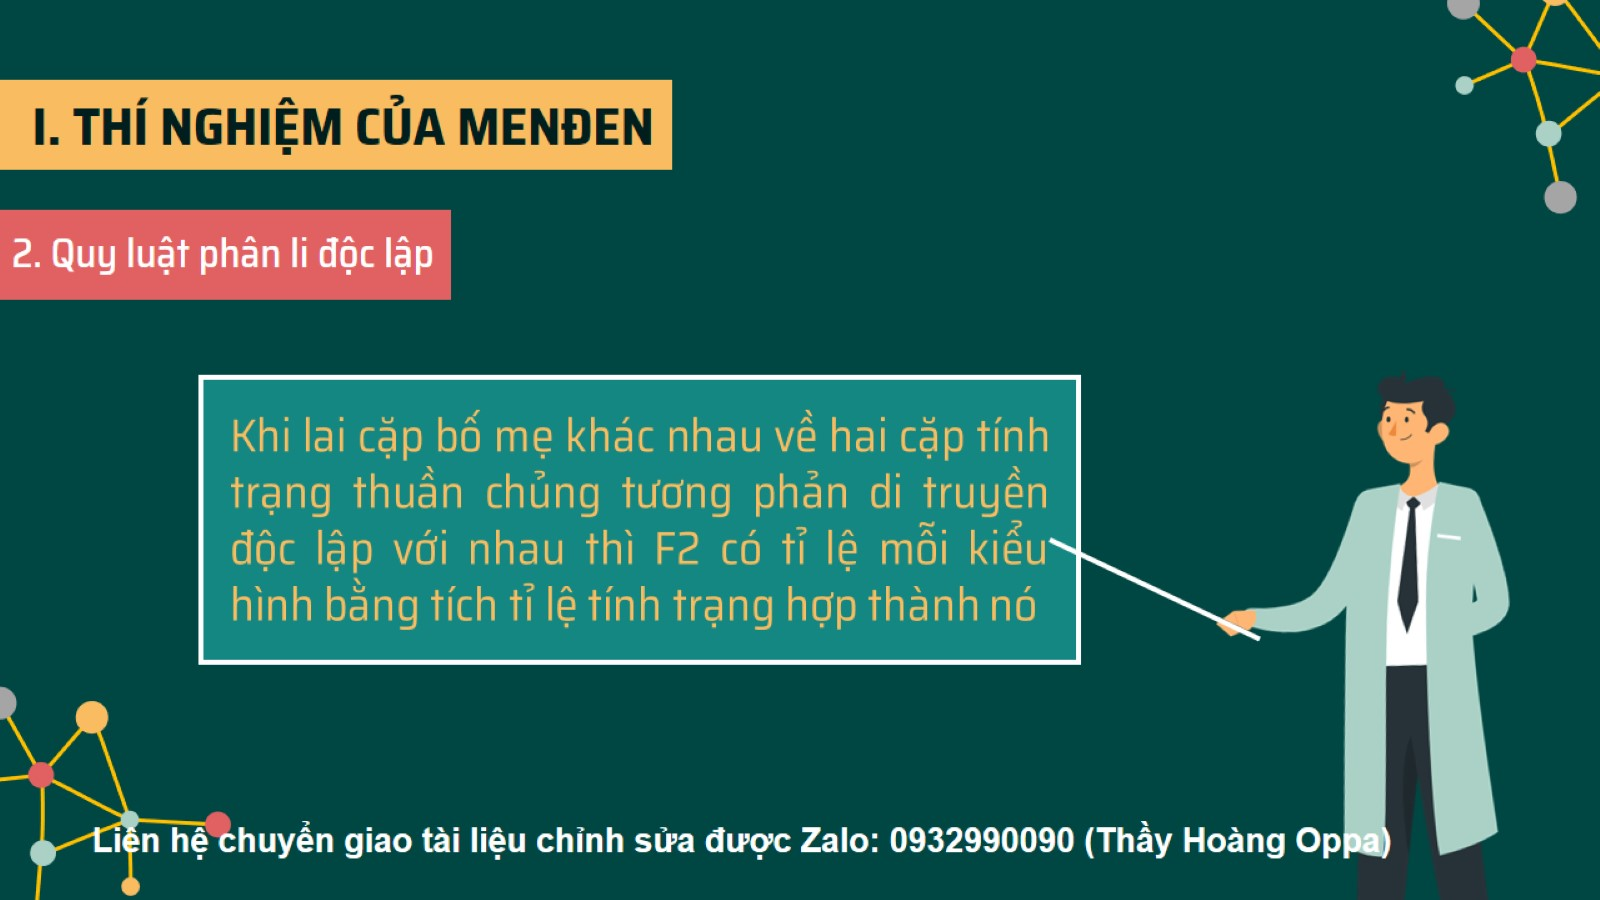 I. THÍ NGHIỆM CỦA MENĐEN
2. Quy luật phân li độc lập
Khi lai cặp bố mẹ khác nhau về hai cặp tính
trạng thuần chủng tương phản di truyền
độc lập với nhau thì F2 có tỉ lệ mỗi kiểu
hình bằng tích tỉ lệ tính trạng hợp thành nó
Liên hệ chuyển giao tài liệu chỉnh sửa được Zalo: 0932990090 (Thầy Hoàng Oppa)